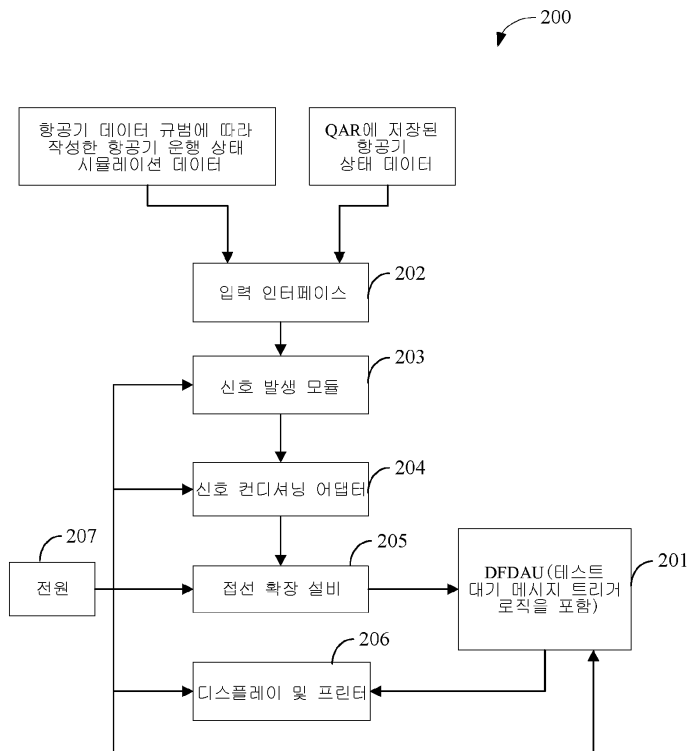 200
항공기 데이터 규범에 따라
작성한 항공기 운행 상태
시뮬레이션 데이터
QAR에 저장된
항공기
상태 데이터
202
입력 인터페이스
203
신호 발생 모듈
204
신호 컨디셔닝 어댑터
207
전원
205
접선 확장 설비
201
DFDAU(테스트
대기 메시지 트리거
로직을 포함)
206
디스플레이 및 프린터